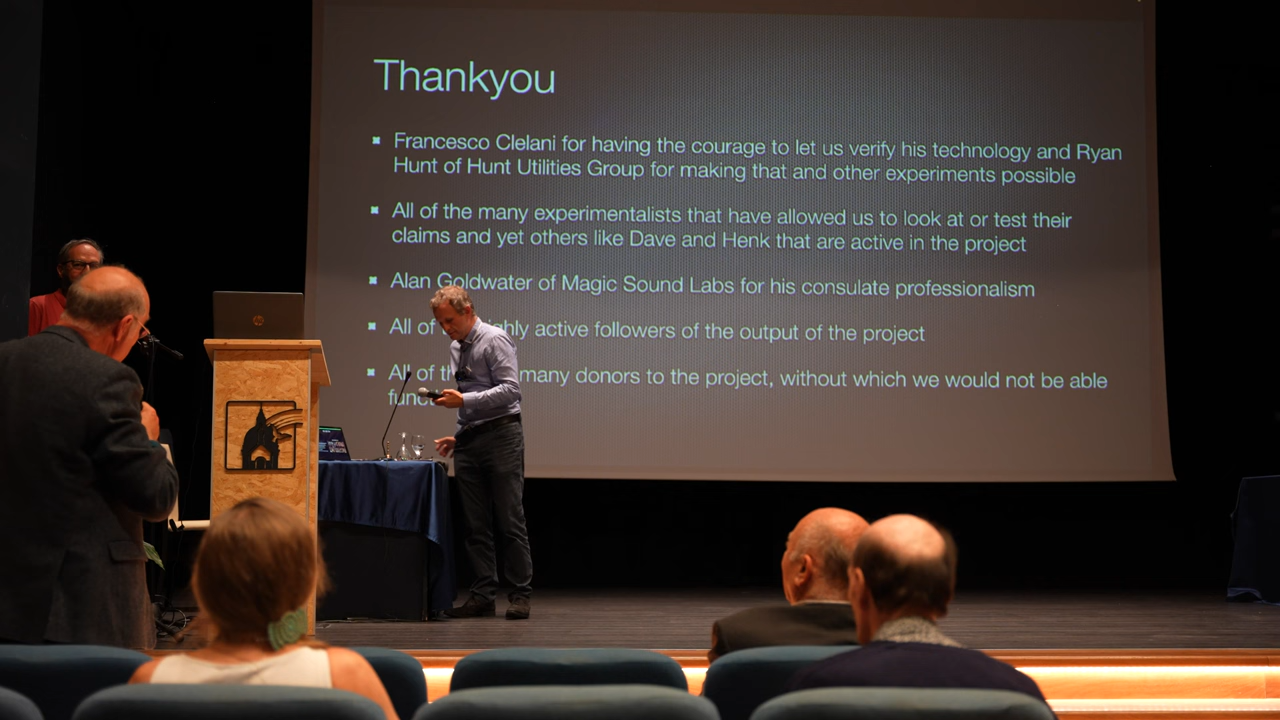 Thankyou
Francesco Clelani for having the courage to let us verify his technology and Ryan
Hunt of Hunt Utilities Group for making that and other experiments possible
All of the many experimentalists that have allowed us to look at or test their
claims and yet others like Dave and Henk that are active in the project
Alan Goldwater of Magic Sound Labs for his consulate professionalism
All of highly active followers of the output of the project
All of many donors to the project, without which we would not be able
hp